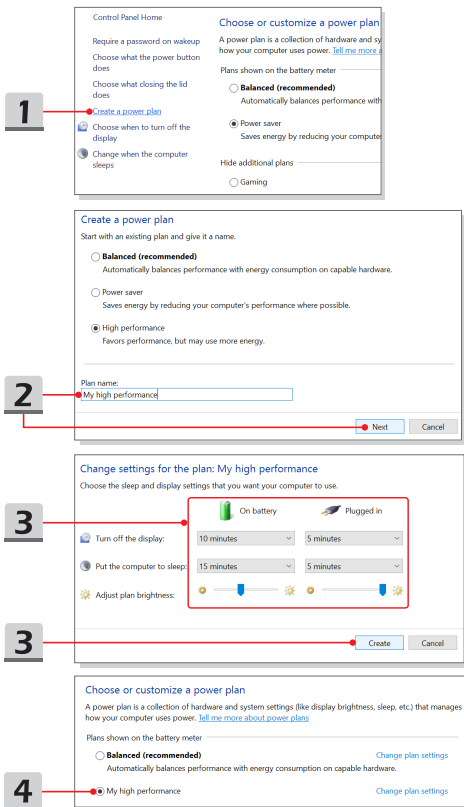 Control Panel Home
Require a password on wakeup
Choose what the power button
does
Choose what closing the lid
does
Create a power plan
Choose when to turn off the
display
Change when the computer
sleeps
Choose or customize a power plan
A power plan is a collection of hardware and sy
how your computer uses power. Tell me more a
Plans shown on the battery meter
Balanced (recommended)
Automatically balances performance with
Power saver
Saves energy by reducing your computer
Hide additional plans
Gaming
1
Create a power plan
Start with an existing plan and give it a name.
Balanced (recommended)
Automatically balances performance with energy consumption on capable hardware.
Power saver
Saves energy by reducing your computer's performance where possible.
High performance
Favors performance, but may use more energy.
Plan name:
2
My high performance
Next Cancel
Change settings for the plan: My high performance
Choose the sleep and display settings that you want your computer to use.
On battery Plugged in
3
Turn off the display: 10 minutes 5 minutes
Put the computer to sleep: 15 minutes 5 minutes
Adjust plan brightness:
3
Create Cancel
Choose or customize a power plan
A power plan is a collection of hardware and system settings (like display brightness, sleep, etc.) that manages
how your computer uses power. Tell me more about power plans
Plans shown on the battery meter
Balanced (recommended) Change plan settings
Automatically balances performance with energy consumption on capable hardware.
4
My high performance Change plan settings